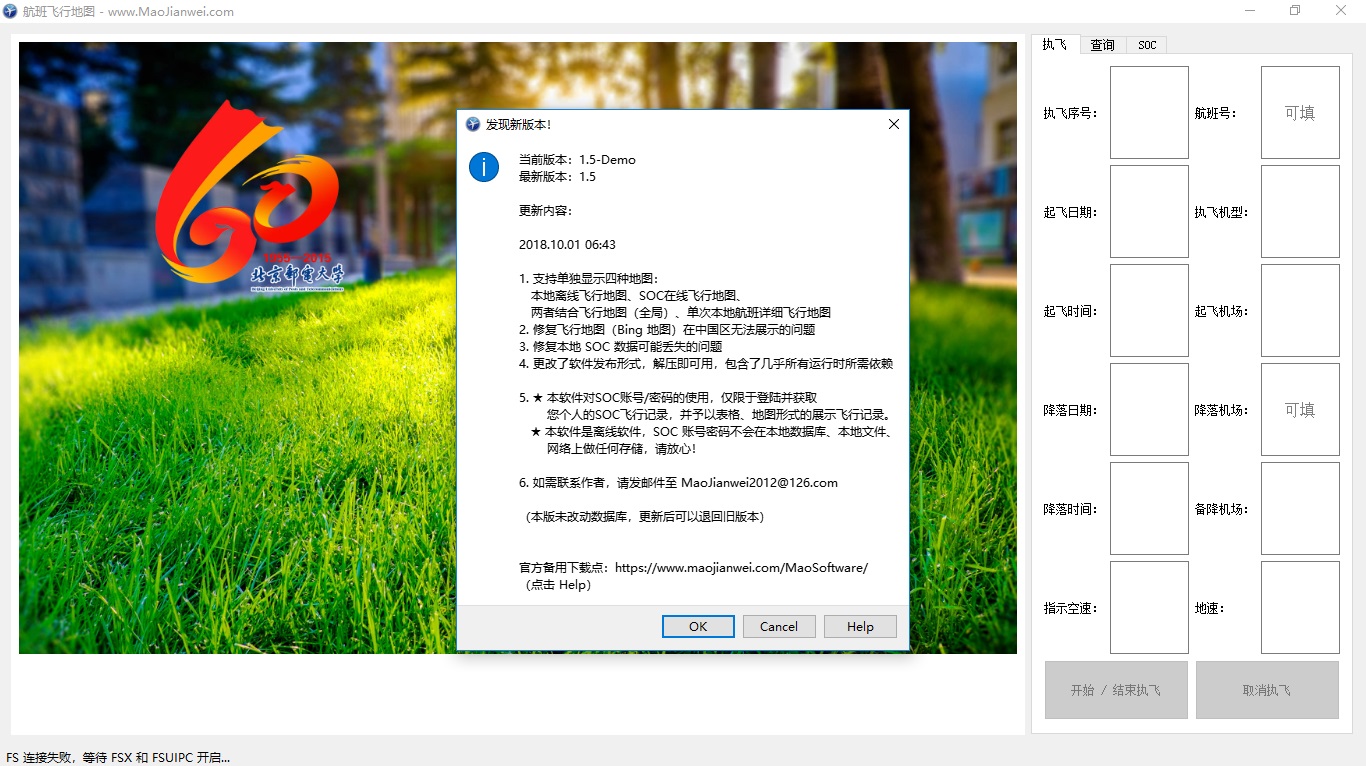 航班飞行地图 - www.MaoJianwei.com
1955—2015
北京邮电大学
发现新版本!
当前版本：1.5-Demo
最新版本：1.5
更新内容：
2018.10.01 06:43
1. 支持单独显示四种地图：
本地离线飞行地图、SOC在线飞行地图、
两者结合飞行地图（全局）、单次本地航班详细飞行地图
2. 修复飞行地图（Bing 地图）在中国区无法展示的问题
3. 修复本地 SOC 数据可能丢失的问题
4. 更改了软件发布形式，解压即可用，包含了几乎所有运行时所需依赖
5. ★ 本软件对SOC账号/密码的使用，仅限于登陆并获取
您个人的SOC飞行记录，并予以表格、地图形式的展示飞行记录。
★ 本软件是离线软件，SOC 账号密码不会在本地数据库、本地文件、
网络上做任何存储，请放心！
6. 如需联系作者，请发邮件至 MaoJianwei2012@126.com
（本版未改动数据库，更新后可以退回旧版本）
官方备用下载点：https://www.maojianwei.com/MaoSoftware/
（点击 Help）
OK Cancel Help
执飞 查询 SOC
执飞序号： 航班号： 可填
起飞日期： 执飞机型：
起飞时间： 起飞机场：
降落日期： 降落机场： 可填
降落时间： 备降机场：
指示空速： 地速：
开始 / 结束执飞 取消执飞
FS 连接失败，等待 FSX 和 FSUIPC 开启...